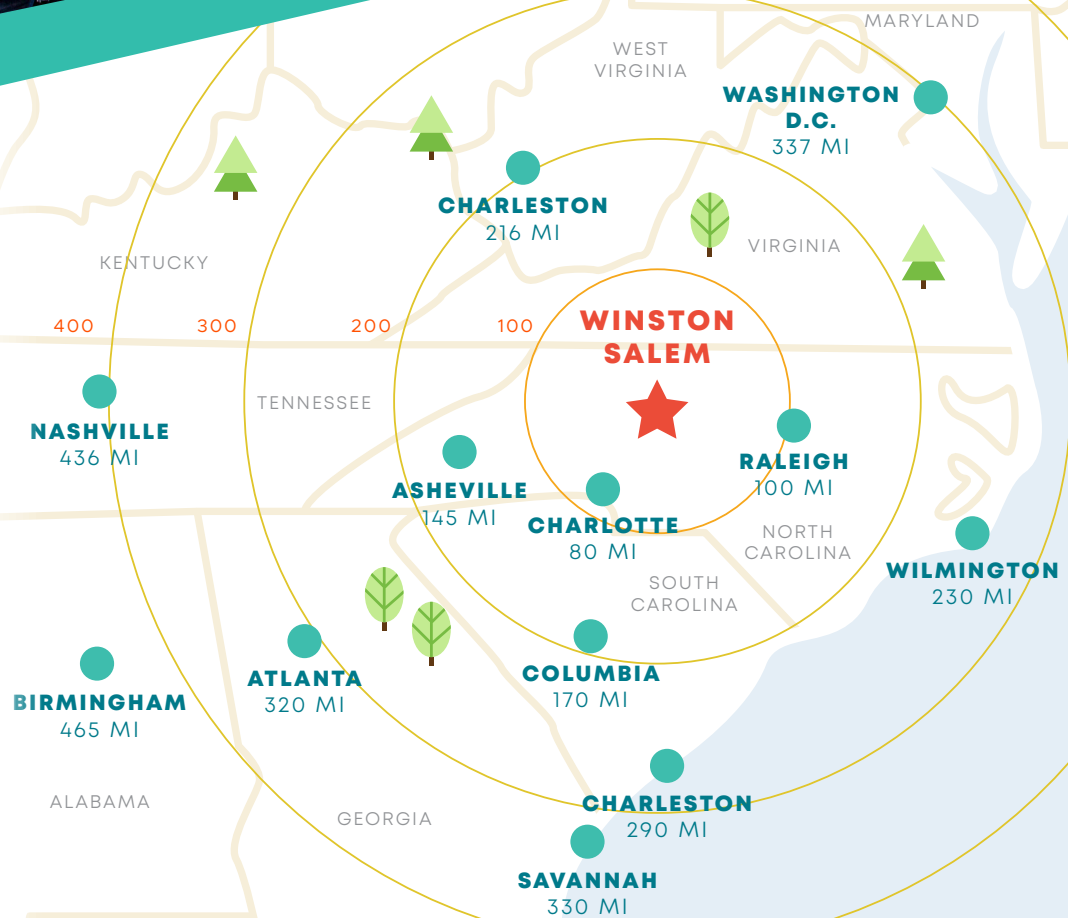 MARYLAND
WEST
VIRGINIA
WASHINGTON
D.C.
337 MI
CHARLESTON
216 MI
VIRGINIA
KENTUCKY
400
300
200
100
WINSTON
SALEM
TENNESSEE
NASHVILLE
436 MI
RALEIGH
100 MI
ASHEVILLE
145 MI
CHARLOTTE
80 MI
NORTH
CAROLINA
WILMINGTON
230 MI
SOUTH
CAROLINA
COLUMBIA
170 MI
ATLANTA
320 MI
BIRMINGHAM
465 MI
ALABAMA
GEORGIA
CHARLESTON
290 MI
SAVANNAH
330 MI